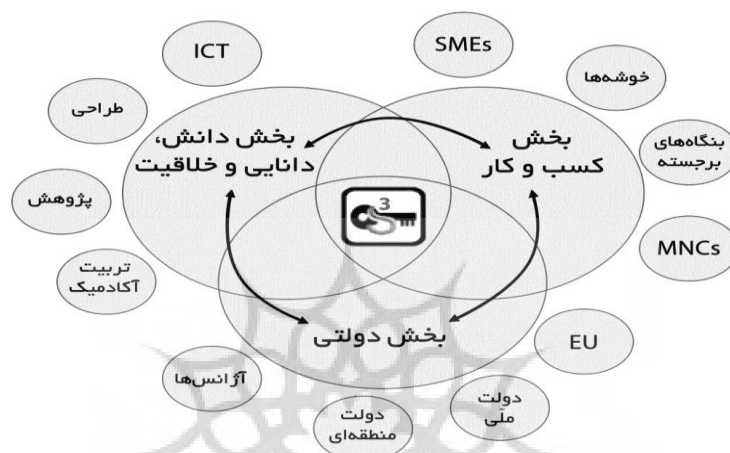 ICT
SMEs
خوشه‌ها
طراحی
بخش دانش،
دانایی و خلاقیت
بخش
کسب و کار
بنگاه‌های
برجسته
پژوهش
3
MNCs
تربیت
آکادمیک
بخش دولتی
EU
آژانس‌ها
دولت
منطقه‌ای
دولت
ملّی